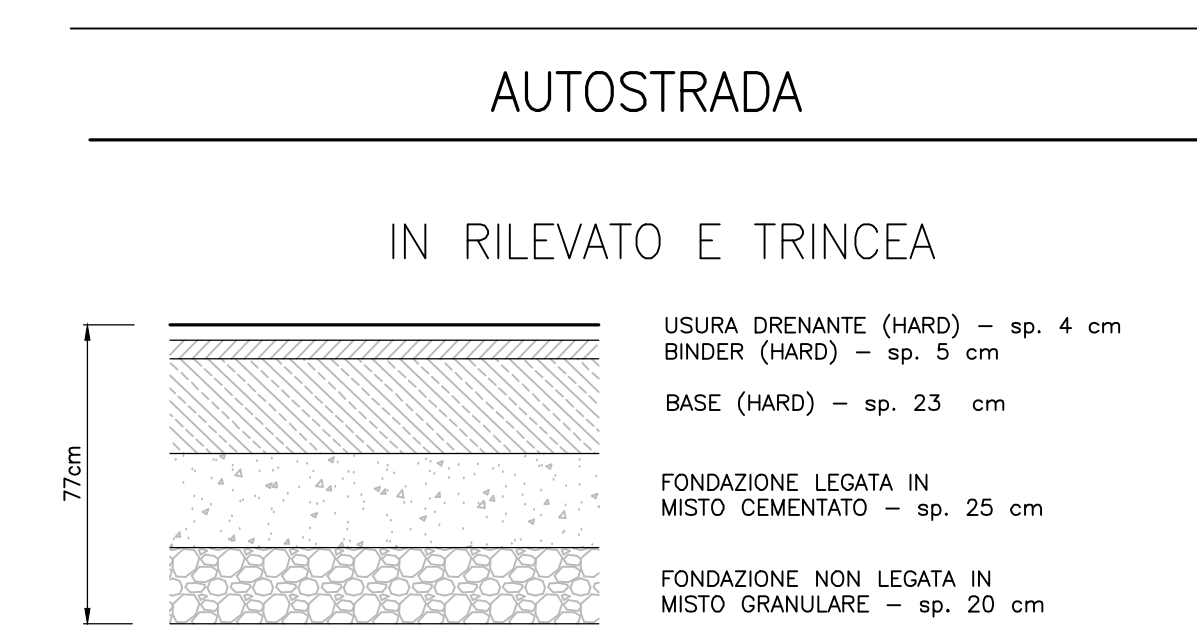 AUTOSTRADA
IN RILEVATO E TRINCEA
USURA DRENANTE (HARD) – sp. 4 cm
BINDER (HARD) – sp. 5 cm
BASE (HARD) – sp. 23 cm
77cm
FONDAZIONE LEGATA IN
MISTO CEMENTATO – sp. 25 cm
FONDAZIONE NON LEGATA IN
MISTO GRANULARE – sp. 20 cm